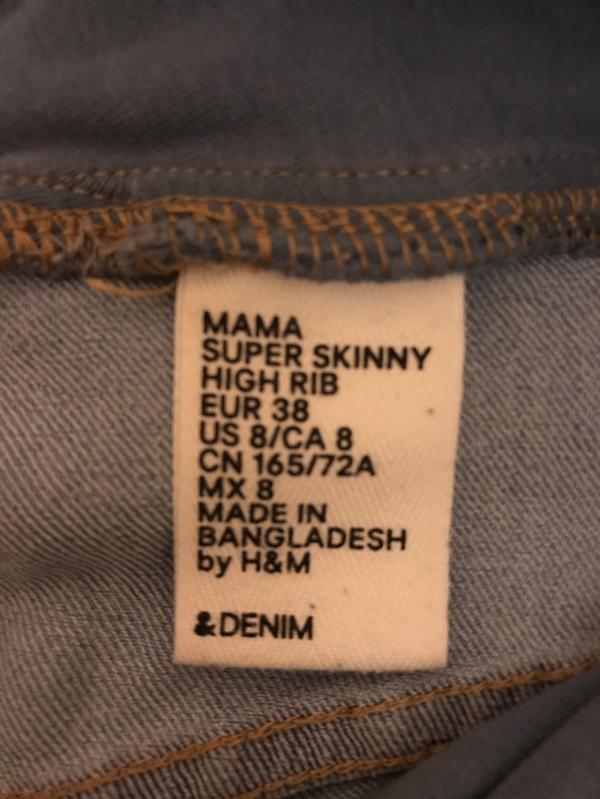 MAMA
SUPER SKINNY
HIGH RIB
EUR 38
US 8/CA 8
CN 165/72A
MX 8
MADE IN
BANGLADESH
by H&M
&DENIM